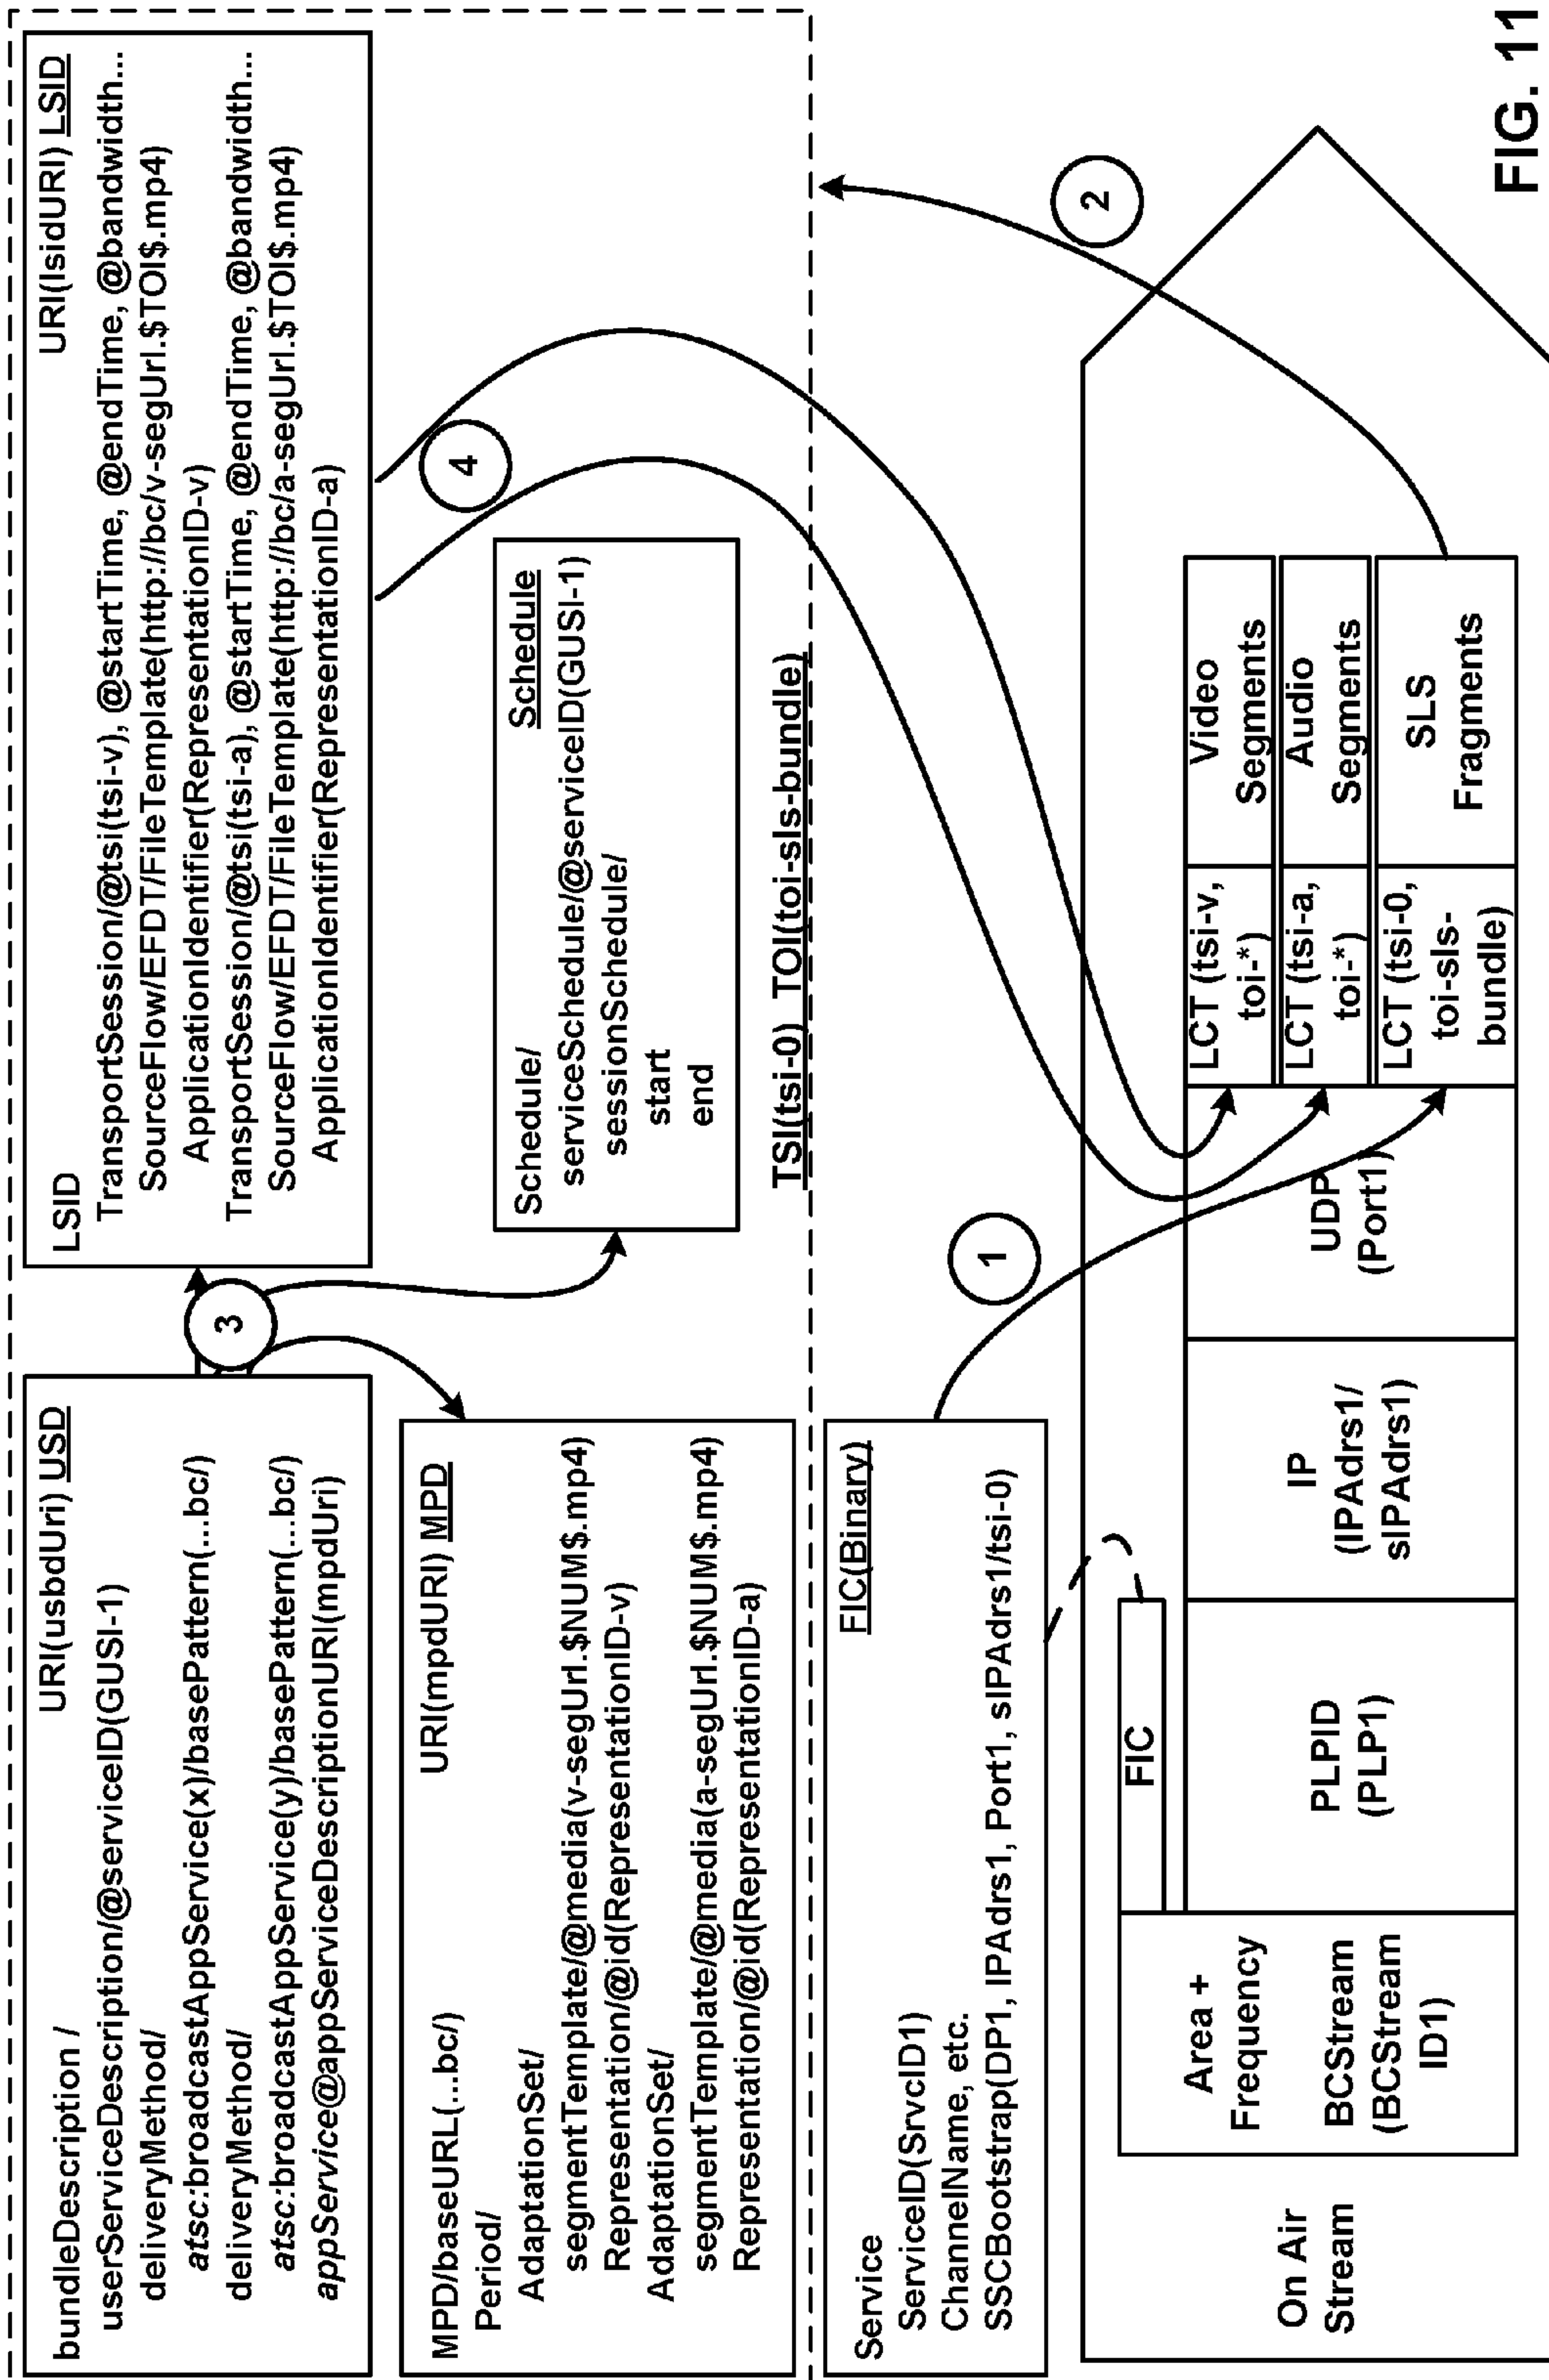 bundleDescription /
URI(usbdUri) USD
userServiceDescription/@serviceID(GUSI-1)
deliveryMethod/
atsc:broadcastAppService(x)/basePattern(...bc/)
deliveryMethod/
atsc:broadcastAppService(y)/basePattern(...bc/)
appService@appServiceDescriptionURI(mpdUri)
LSID
URI(lsidURI) LSID
TransportSession/@tsi(tsi-v), @startTime, @endTime, @bandwidth...
SourceFlow/EFDT/FileTemplate(http://bc/v-segUrl.$TOI$.mp4)
ApplicationIdentifier(RepresentationID-v)
TransportSession/@tsi(tsi-a), @startTime, @endTime, @bandwidth...
SourceFlow/EFDT/FileTemplate(http://bc/a-segUrl.$TOI$.mp4)
ApplicationIdentifier(RepresentationID-a)
3
4
URI(mpdURI) MPD
MPD/baseURL(...bc/)
Period/
AdaptationSet/
segmentTemplate/@media(v-segUrl.$NUM$.mp4)
Representation/@id(RepresentationID-v)
AdaptationSet/
segmentTemplate/@media(a-segUrl.$NUM$.mp4)
Representation/@id(RepresentationID-a)
Schedule/
Schedule
serviceSchedule/@serviceID(GUSI-1)
sessionSchedule/
start
end
TSI(tsi-0) TOI(toi-sls-bundle)
FIC(Binary)
Service
ServiceID(SrvcID1)
ChannelName, etc.
SSCBootstrap(DP1, IPAdrs1, Port1, sIPAdrs1/tsi-0)
1
2
On Air
Stream
Area +
Frequency
BCStream
(BCStream
ID1)
FIC
PLPID
(PLP1)
IP
(IPAdrs1/
sIPAdrs1)
UDP
(Port1)
LCT (tsi-v,
toi-*)
Video
Segments
LCT (tsi-a,
toi-*)
Audio
Segments
LCT (tsi-0,
toi-sls-
bundle)
SLS
Fragments
FIG. 11